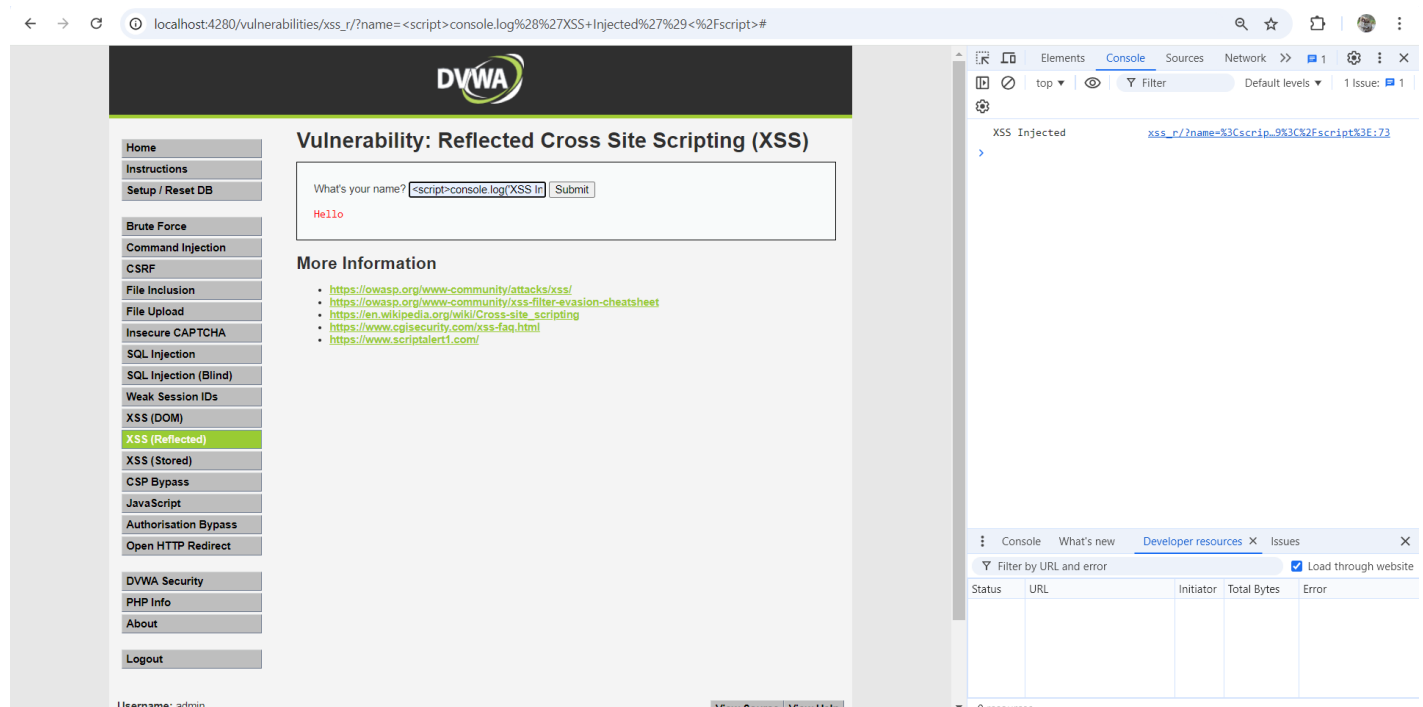 localhost:4280/vulnerabilities/xss_r/?name=<script>console.log%28%27XSS+Injected%27%29<%2Fscript>#
DVWA
Home
Instructions
Setup / Reset DB
Brute Force
Command Injection
CSRF
File Inclusion
File Upload
Insecure CAPTCHA
SQL Injection
SQL Injection (Blind)
Weak Session IDs
XSS (DOM)
XSS (Reflected)
XSS (Stored)
CSP Bypass
JavaScript
Authorisation Bypass
Open HTTP Redirect
DVWA Security
PHP Info
About
Logout
Username: admin
Vulnerability: Reflected Cross Site Scripting (XSS)
What's your name? <script>console.log('XSS In Submit
Hello
More Information
https://owasp.org/www-community/attacks/xss/
https://owasp.org/www-community/xss-filter-evasion-cheatsheet
https://en.wikipedia.org/wiki/Cross-site_scripting
https://www.cgisecurity.com/xss-faq.html
https://www.scriptalert1.com/
View Source View Help
Elements Console Sources Network 1
top Filter Default levels 1 Issue: 1
XSS Injected xss_r/?name=%3Cscrip…9%3C%2Fscript%3E:73
Console What's new Developer resources Issues
Filter by URL and error Load through website
Status URL Initiator Total Bytes Error